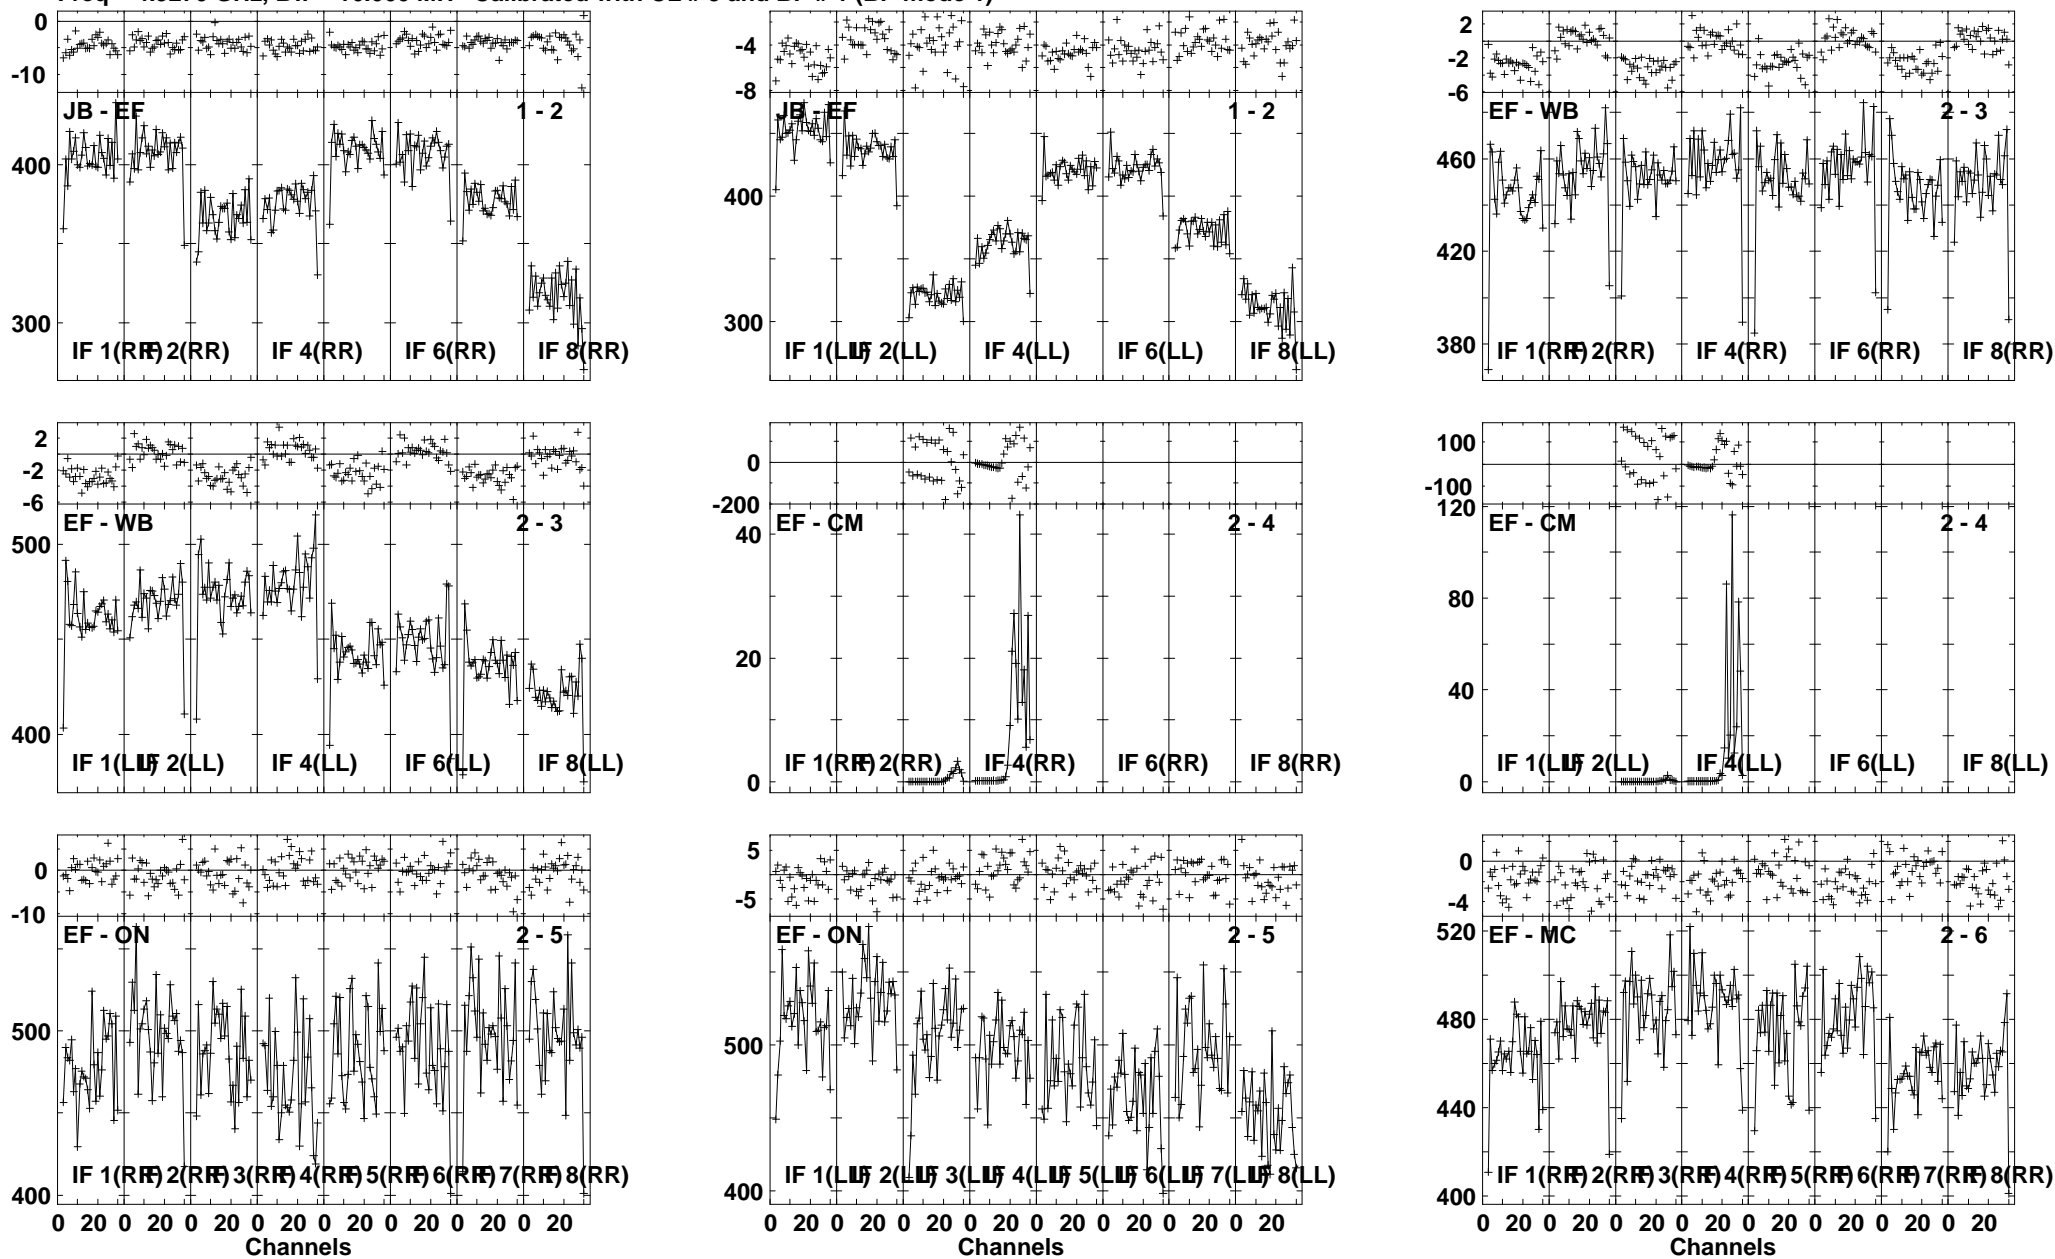 0
-10
JB - EF 1 - 2
400
300
IF 1(RR) IF 2(RR) IF 4(RR) IF 6(RR) IF 8(RR)
-4
-8
JB - EF 1 - 2
400
300
IF 1(LL) IF 2(LL) IF 4(LL) IF 6(LL) IF 8(LL)
2
-2
-6
EF - WB 2 - 3
460
420
380
IF 1(RR) IF 2(RR) IF 4(RR) IF 6(RR) IF 8(RR)
2
-2
-6
EF - WB 2 - 3
500
400
IF 1(LL) IF 2(LL) IF 4(LL) IF 6(LL) IF 8(LL)
0
-200
EF - CM 2 - 4
40
20
0
IF 1(RR) IF 2(RR) IF 4(RR) IF 6(RR) IF 8(RR)
100
-100
120
EF - CM 2 - 4
80
40
0
IF 1(LL) IF 2(LL) IF 4(LL) IF 6(LL) IF 8(LL)
0
-10
EF - ON 2 - 5
500
400
IF 1(RR) IF 2(RR) IF 3(RR) IF 4(RR) IF 5(RR) IF 6(RR) IF 7(RR) IF 8(RR)
0 20 0 20 0 20 0 20 0 20 0 20 0 20 0 20
Channels
5
-5
EF - ON 2 - 5
500
400
IF 1(LL) IF 2(LL) IF 3(LL) IF 4(LL) IF 5(LL) IF 6(LL) IF 7(LL) IF 8(LL)
0 20 0 20 0 20 0 20 0 20 0 20 0 20 0 20
Channels
0
-4
520
EF - MC 2 - 6
480
440
400
IF 1(RR) IF 2(RR) IF 3(RR) IF 4(RR) IF 5(RR) IF 6(RR) IF 7(RR) IF 8(RR)
0 20 0 20 0 20 0 20 0 20 0 20 0 20 0 20
Channels